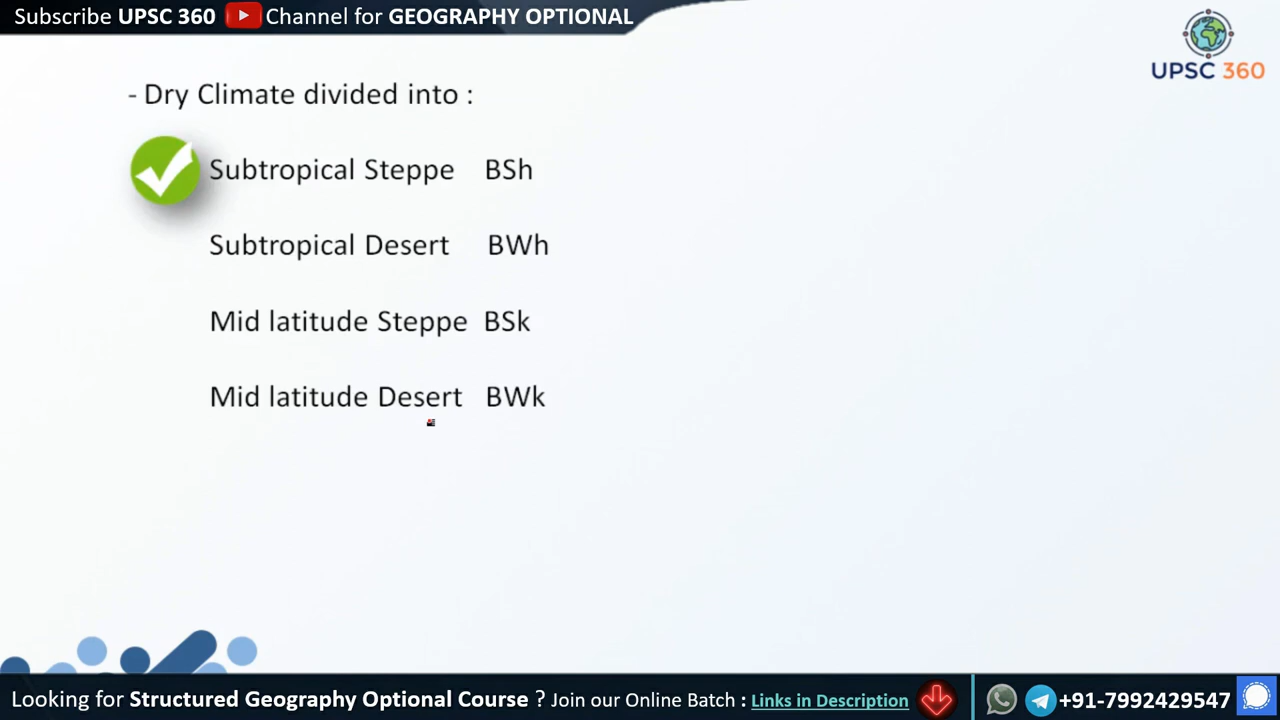 Subscribe UPSC 360 Channel for GEOGRAPHY OPTIONAL
UPSC 360
- Dry Climate divided into :
Subtropical Steppe BSh
Subtropical Desert BWh
Mid latitude Steppe BSk
Mid latitude Desert BWk
Looking for Structured Geography Optional Course ? Join our Online Batch : Links in Description
+91-7992429547